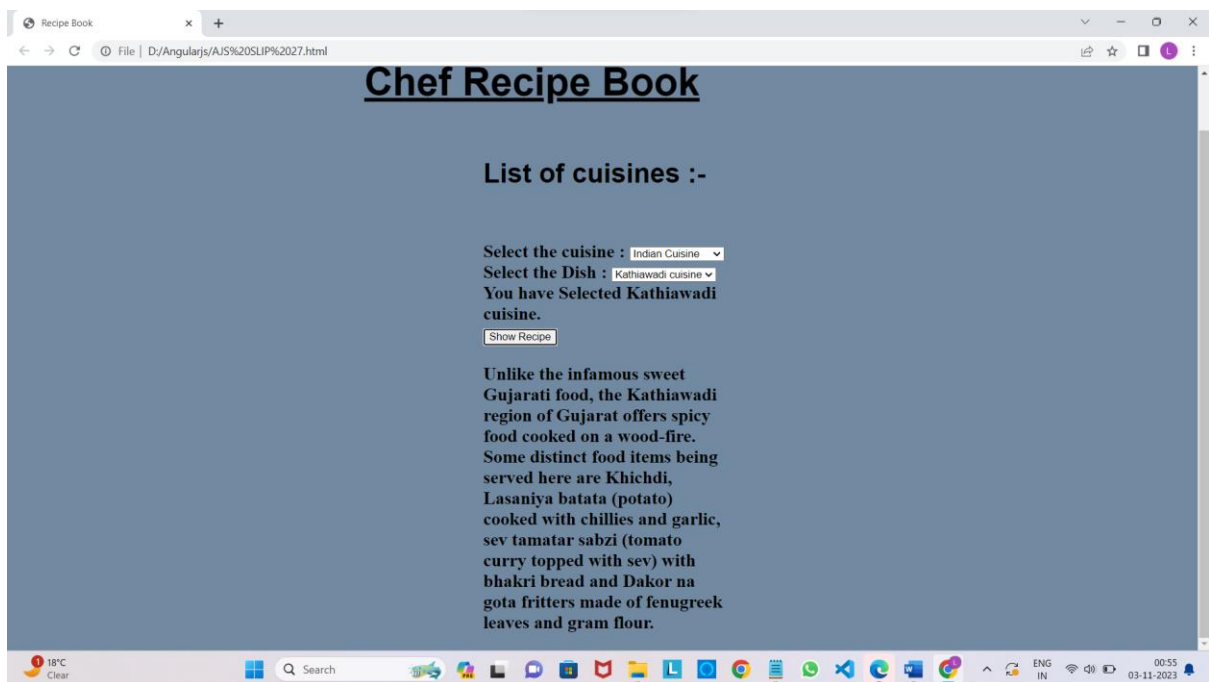 Recipe Book
File | D:/Angularjs/AJS%20SLIP%2027.html
L
Chef Recipe Book
List of cuisines :-
Select the cuisine : Indian Cuisine
Select the Dish : Kathiawadi cuisine
You have Selected Kathiawadi
cuisine.
Show Recipe
Unlike the infamous sweet
Gujarati food, the Kathiawadi
region of Gujarat offers spicy
food cooked on a wood-fire.
Some distinct food items being
served here are Khichdi,
Lasaniya batata (potato)
cooked with chillies and garlic,
sev tamatar sabzi (tomato
curry topped with sev) with
bhakri bread and Dakor na
gota fritters made of fenugreek
leaves and gram flour.
1
18°C
Clear
Search
L
ENG
IN
00:55
03-11-2023